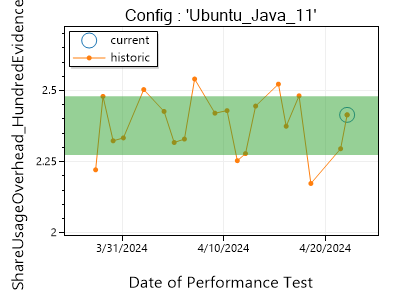 Config : 'Ubuntu_Java_11'
current
historic
ShareUsageOverhead_HundredEvidence
2.5
2.25
2
3/31/2024
4/10/2024
4/20/2024
Date of Performance Test